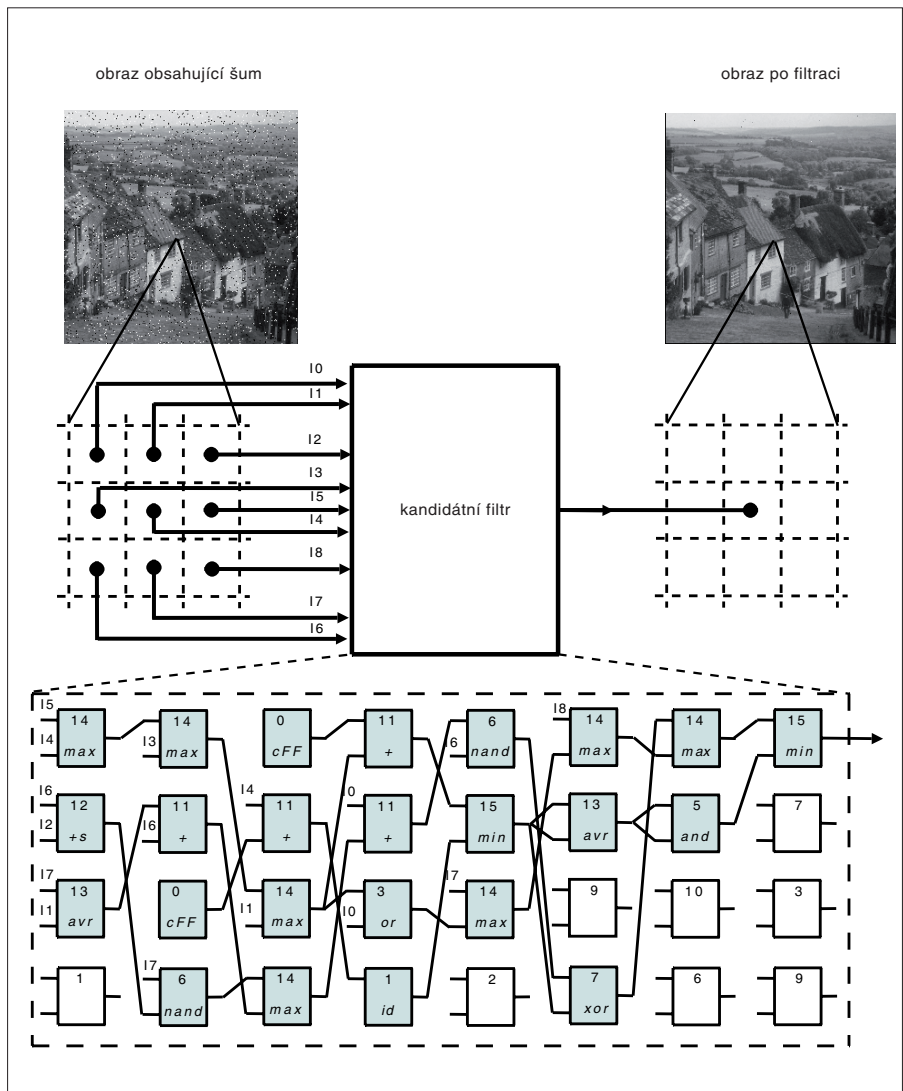 obraz obsahující šum obraz po filtraci
I0
I1
I2
I3
I5
I4
kandidátní filtr
I8
I7
I6
I5 14 14 0 11 6 I8 14 14 15
I4 max I3 max cFF + I6 nand max max min
I6 12 11 I4 11 I0 11 15 13 5 7
I2 +s I6 + + + min avr and
I7 13 0 14 3 I7 14 9 10 3
I1 avr cFF I1 max I0 or max
1 I7 6 14 1 2 7 6 9
nand max id xor